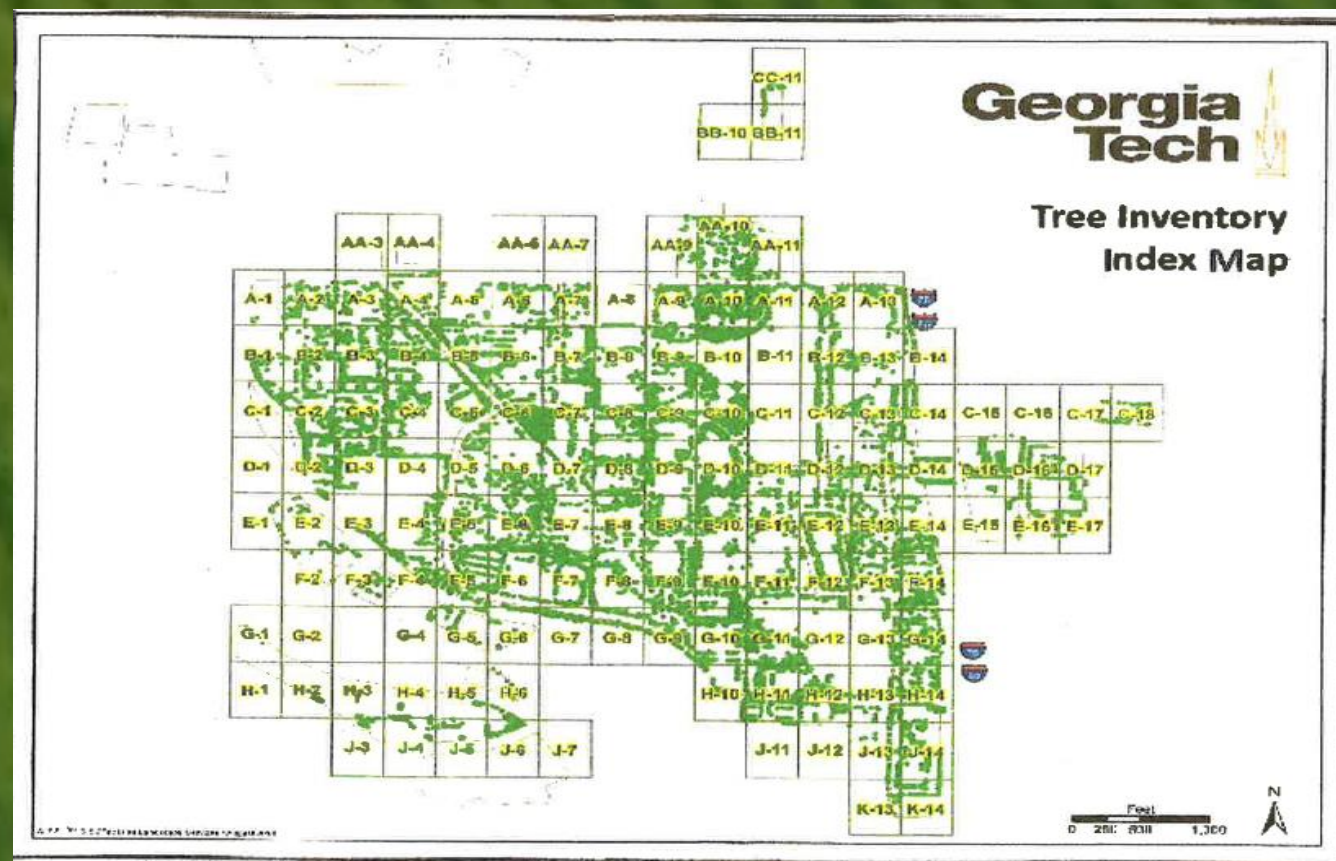 CC-11
BB-10 BB-11
Georgia
Tech
Tree Inventory
Index Map
AA-3 AA-4 AA-6 AA-7 AA-9 AA-10 AA-11
A-1 A-2 A-3 A-4 A-5 A-6 A-7 A-8 A-9 A-10 A-11 A-12 A-13
B-1 B-2 B-3 B-4 B-5 B-6 B-7 B-8 B-9 B-10 B-11 B-12 B-13 B-14
C-1 C-2 C-3 C-4 C-5 C-6 C-7 C-8 C-9 C-10 C-11 C-12 C-13 C-14 C-15 C-16 C-17 C-18
D-1 D-2 D-3 D-4 D-5 D-6 D-7 D-8 D-9 D-10 D-11 D-12 D-13 D-14 D-15 D-16 D-17
E-1 E-2 E-3 E-4 E-5 E-6 E-7 E-8 E-9 E-10 E-11 E-12 E-13 E-14 E-15 E-16 E-17
F-2 F-3 F-4 F-5 F-6 F-7 F-8 F-9 F-10 F-11 F-12 F-13 F-14
G-1 G-2 G-4 G-5 G-6 G-7 G-8 G-9 G-10 G-11 G-12 G-13 G-14
H-1 H-2 H-3 H-4 H-5 H-6 H-10 H-11 H-12 H-13 H-14
J-3 J-4 J-5 J-6 J-7 J-11 J-12 J-13 J-14
K-13 K-14
N
Feet
0 250 500 1,000